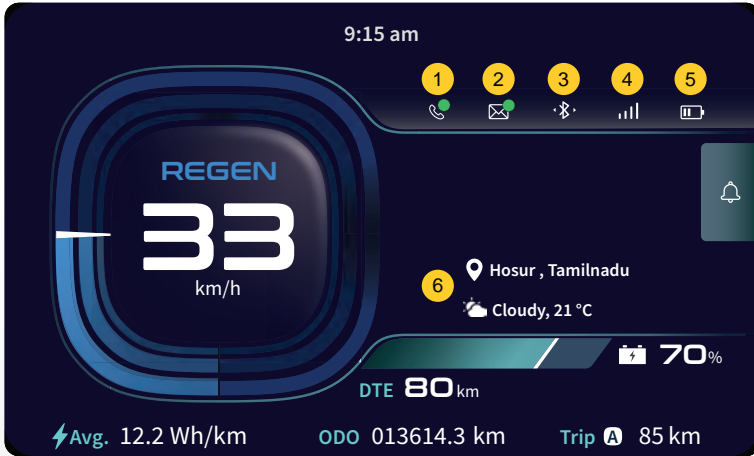 9:15 am
1 2 3 4 5
REGEN
33
km/h
6
Hosur , Tamilnadu
Cloudy, 21 °C
70%
DTE 80 km
Avg. 12.2 Wh/km ODO 013614.3 km Trip A 85 km